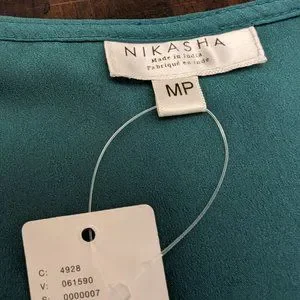 NIKASHA
Made in India
Fabriqué en inde
MP
C: 4928
V: 061590
S: 0000007